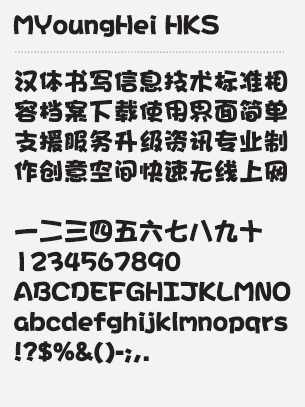 MYoungHei HKS
汉体书写信息技术标准相
容档案下载使用界面简单
支援服务升级资讯专业制
作创意空间快速无线上网
一二三四五六七八九十
1234567890
ABCDEFGHIJKLMNO
abcdefghijklmnopqrs
!?$%&()-;,.